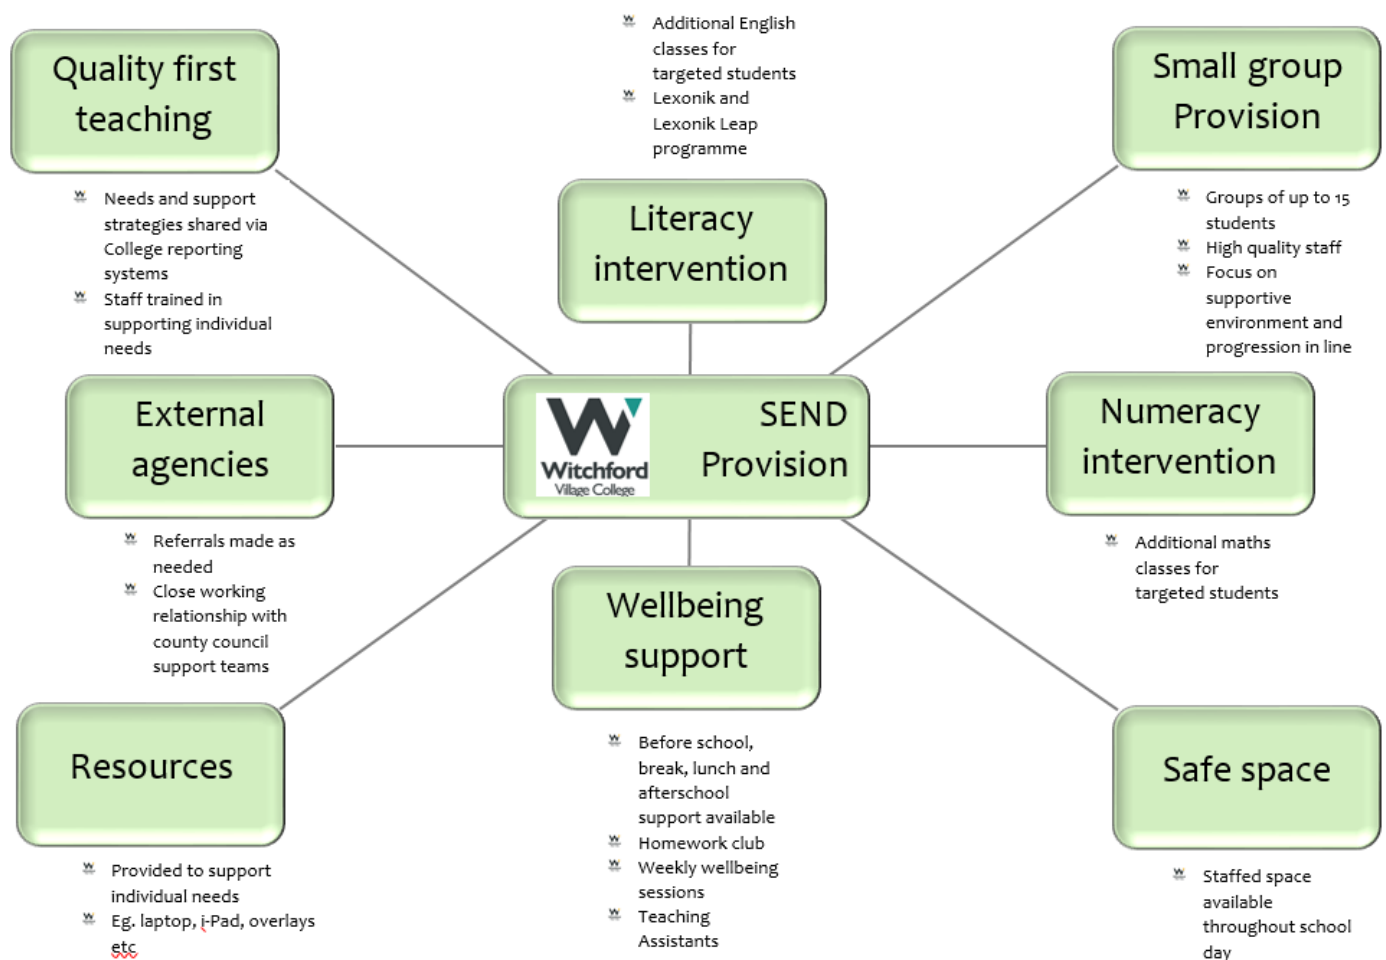 Quality first
teaching
Needs and support
strategies shared via
College reporting
systems
Staff trained in
supporting individual
needs
Additional English
classes for
targeted students
Lexonik and
Lexonik Leap
programme
Literacy
intervention
Small group
Provision
Groups of up to 15
students
High quality staff
Focus on
supportive
environment and
progression in line
External
agencies
Referrals made as
needed
Close working
relationship with
county council
support teams
Witchford
Village College
SEND
Provision
Numeracy
intervention
Additional maths
classes for
targeted students
Resources
Provided to support
individual needs
Eg. laptop, i-Pad, overlays
etc
Wellbeing
support
Before school,
break, lunch and
afterschool
support available
Homework club
Weekly wellbeing
sessions
Teaching
Assistants
Safe space
Staffed space
available
throughout school
day